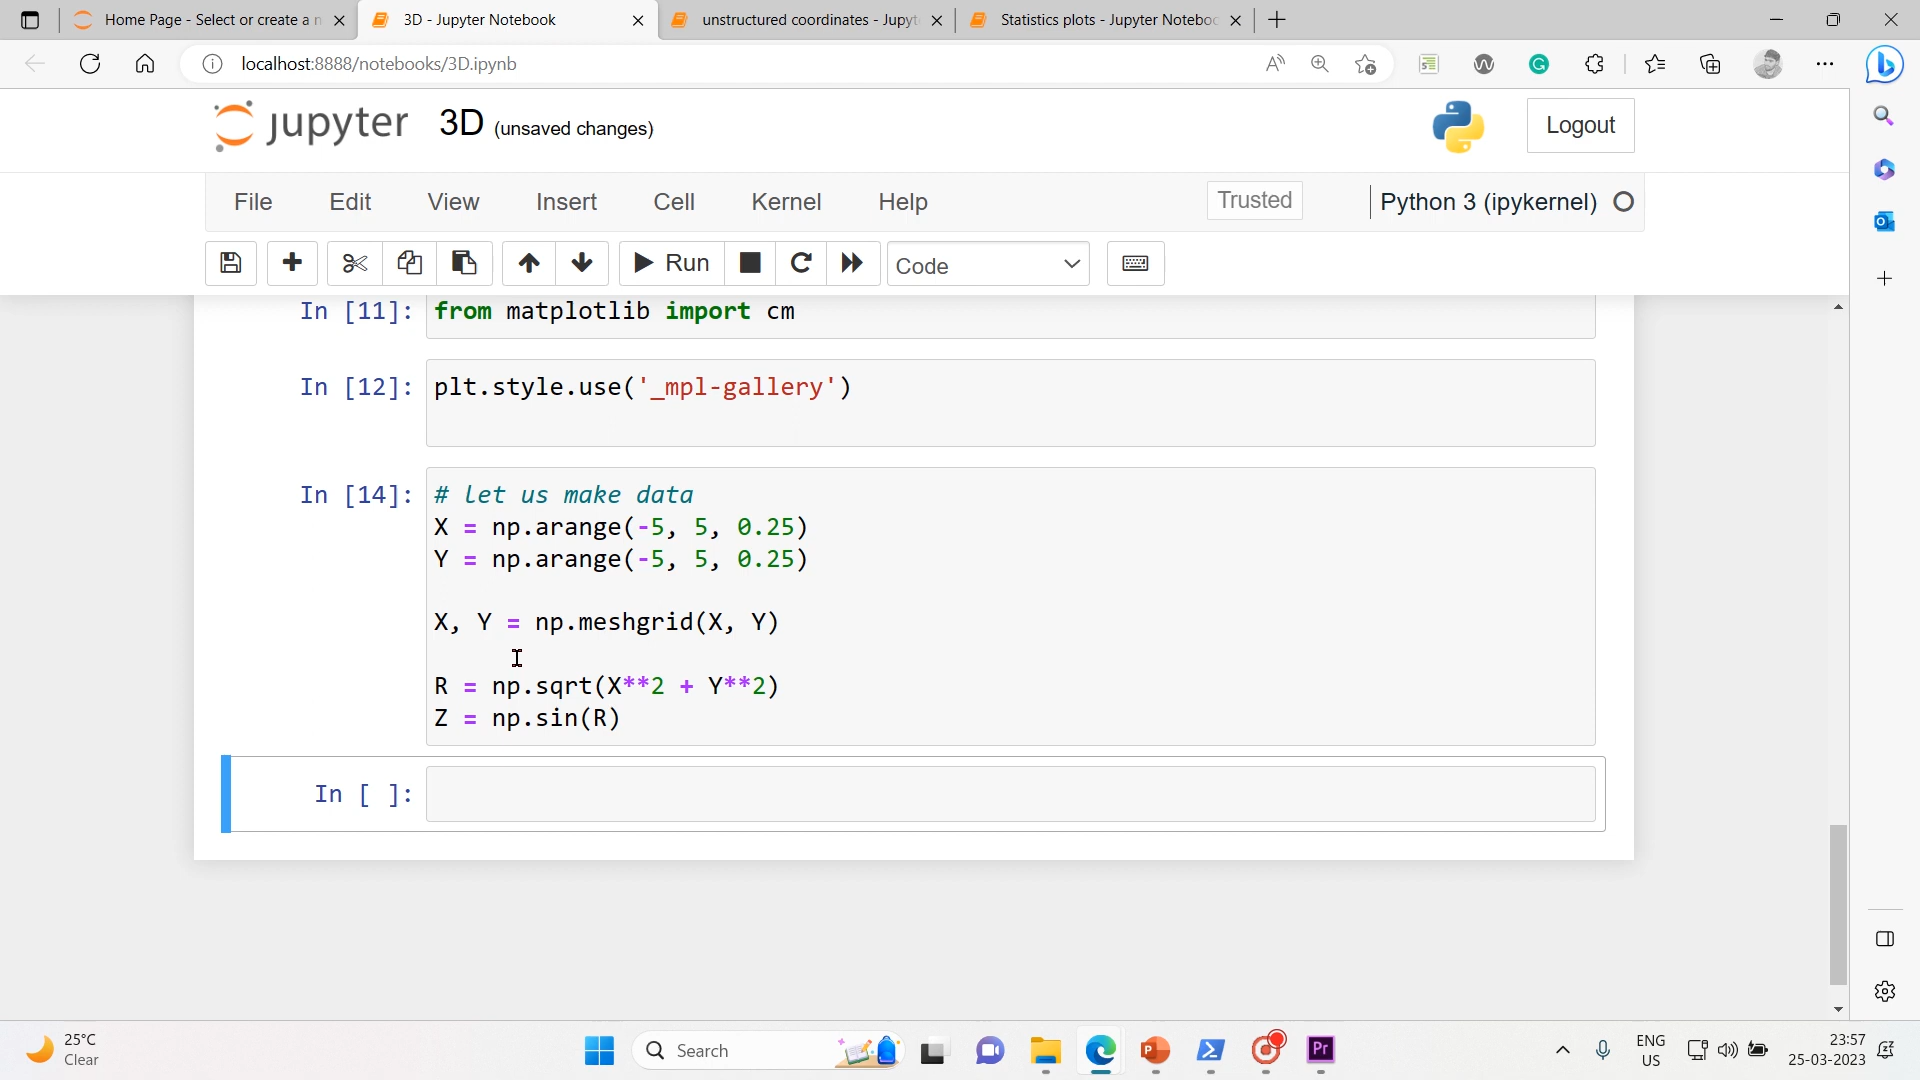 Home Page - Select or create a n
3D - Jupyter Notebook
unstructured coordinates - Jupyt
Statistics plots - Jupyter Noteboo
localhost:8888/notebooks/3D.ipynb
jupyter 3D (unsaved changes)
Logout
File Edit View Insert Cell Kernel Help
Trusted
Python 3 (ipykernel)
Run
Code
In [11]: from matplotlib import cm
In [12]: plt.style.use('_mpl-gallery')
In [14]: # let us make data
X = np.arange(-5, 5, 0.25)
Y = np.arange(-5, 5, 0.25)
X, Y = np.meshgrid(X, Y)
R = np.sqrt(X**2 + Y**2)
Z = np.sin(R)
In [ ]:
25°C
Clear
Search
Pr
ENG
US
23:57
25-03-2023